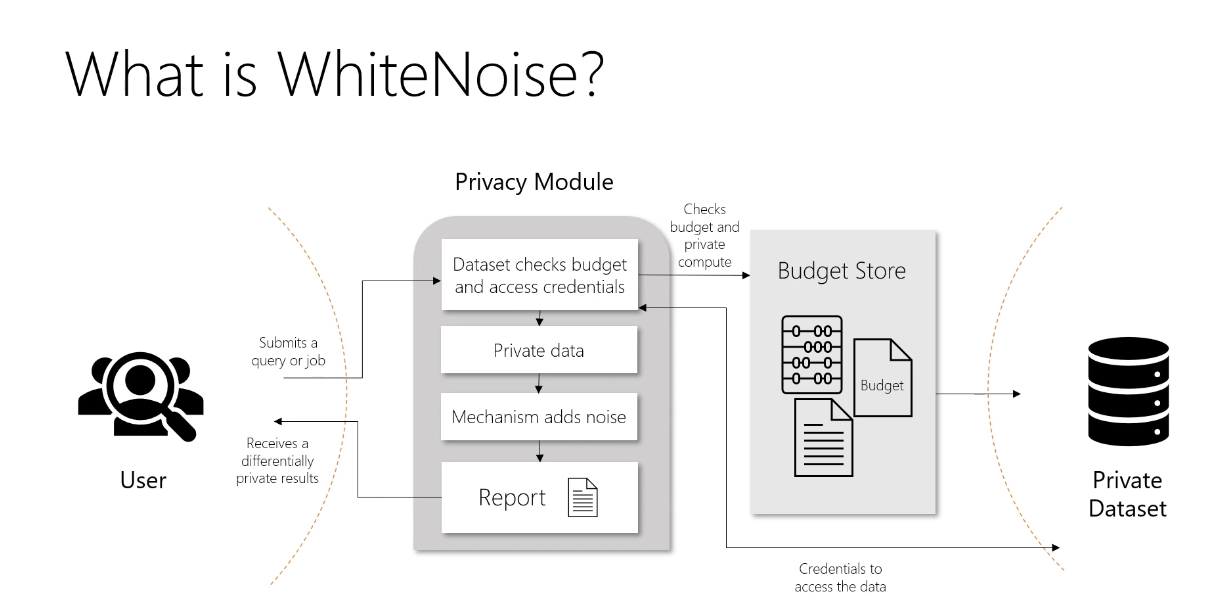 What is WhiteNoise?
Privacy Module
Checks
budget and
private
compute
Dataset checks budget
and access credentials
Budget Store
Submits a
query or job
Private data
Budget
Mechanism adds noise
Receives a
differentially
private results
User
Report
Private
Dataset
Credentials to
access the data